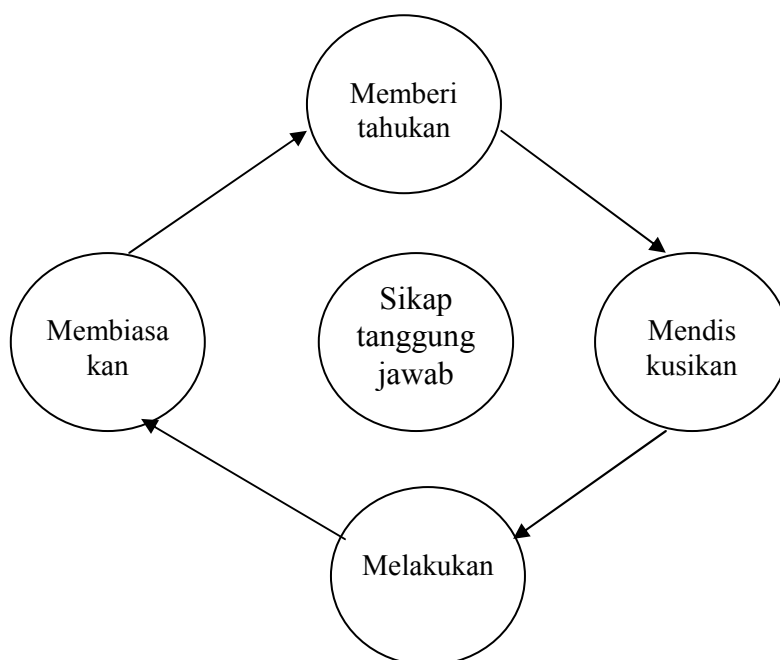 Memberi
tahukan
Membiasa
kan
Sikap
tanggung
jawab
Mendis
kusikan
Melakukan